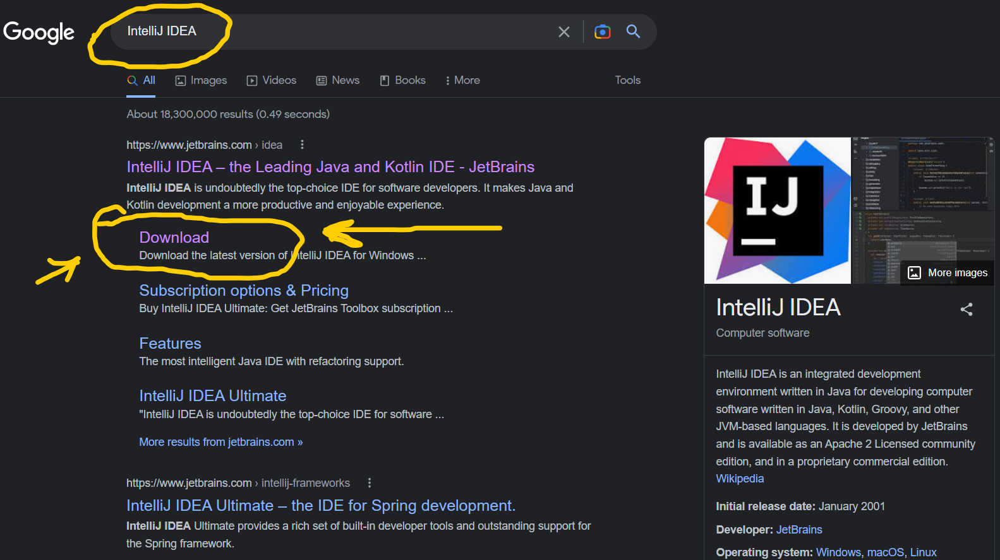 Google
IntelliJ IDEA
All Images Videos News Books More Tools
About 18,300,000 results (0.49 seconds)
https://www.jetbrains.com › idea
IntelliJ IDEA – the Leading Java and Kotlin IDE - JetBrains
IntelliJ IDEA is undoubtedly the top-choice IDE for software developers. It makes Java and
Kotlin development a more productive and enjoyable experience.
Download
Download the latest version of IntelliJ IDEA for Windows ...
Subscription options & Pricing
Buy IntelliJ IDEA Ultimate: Get JetBrains Toolbox subscription ...
Features
The most intelligent Java IDE with refactoring support.
IntelliJ IDEA Ultimate
"IntelliJ IDEA is undoubtedly the top-choice IDE for software ...
More results from jetbrains.com »
https://www.jetbrains.com › intellij-frameworks
IntelliJ IDEA Ultimate – the IDE for Spring development.
IntelliJ IDEA Ultimate provides a rich set of built-in developer tools and outstanding support for
the Spring framework.
IJ
More images
IntelliJ IDEA
Computer software
IntelliJ IDEA is an integrated development
environment written in Java for developing computer
software written in Java, Kotlin, Groovy, and other
JVM-based languages. It is developed by JetBrains
and is available as an Apache 2 Licensed community
edition, and in a proprietary commercial edition.
Wikipedia
Initial release date: January 2001
Developer: JetBrains
Operating system: Windows, macOS, Linux